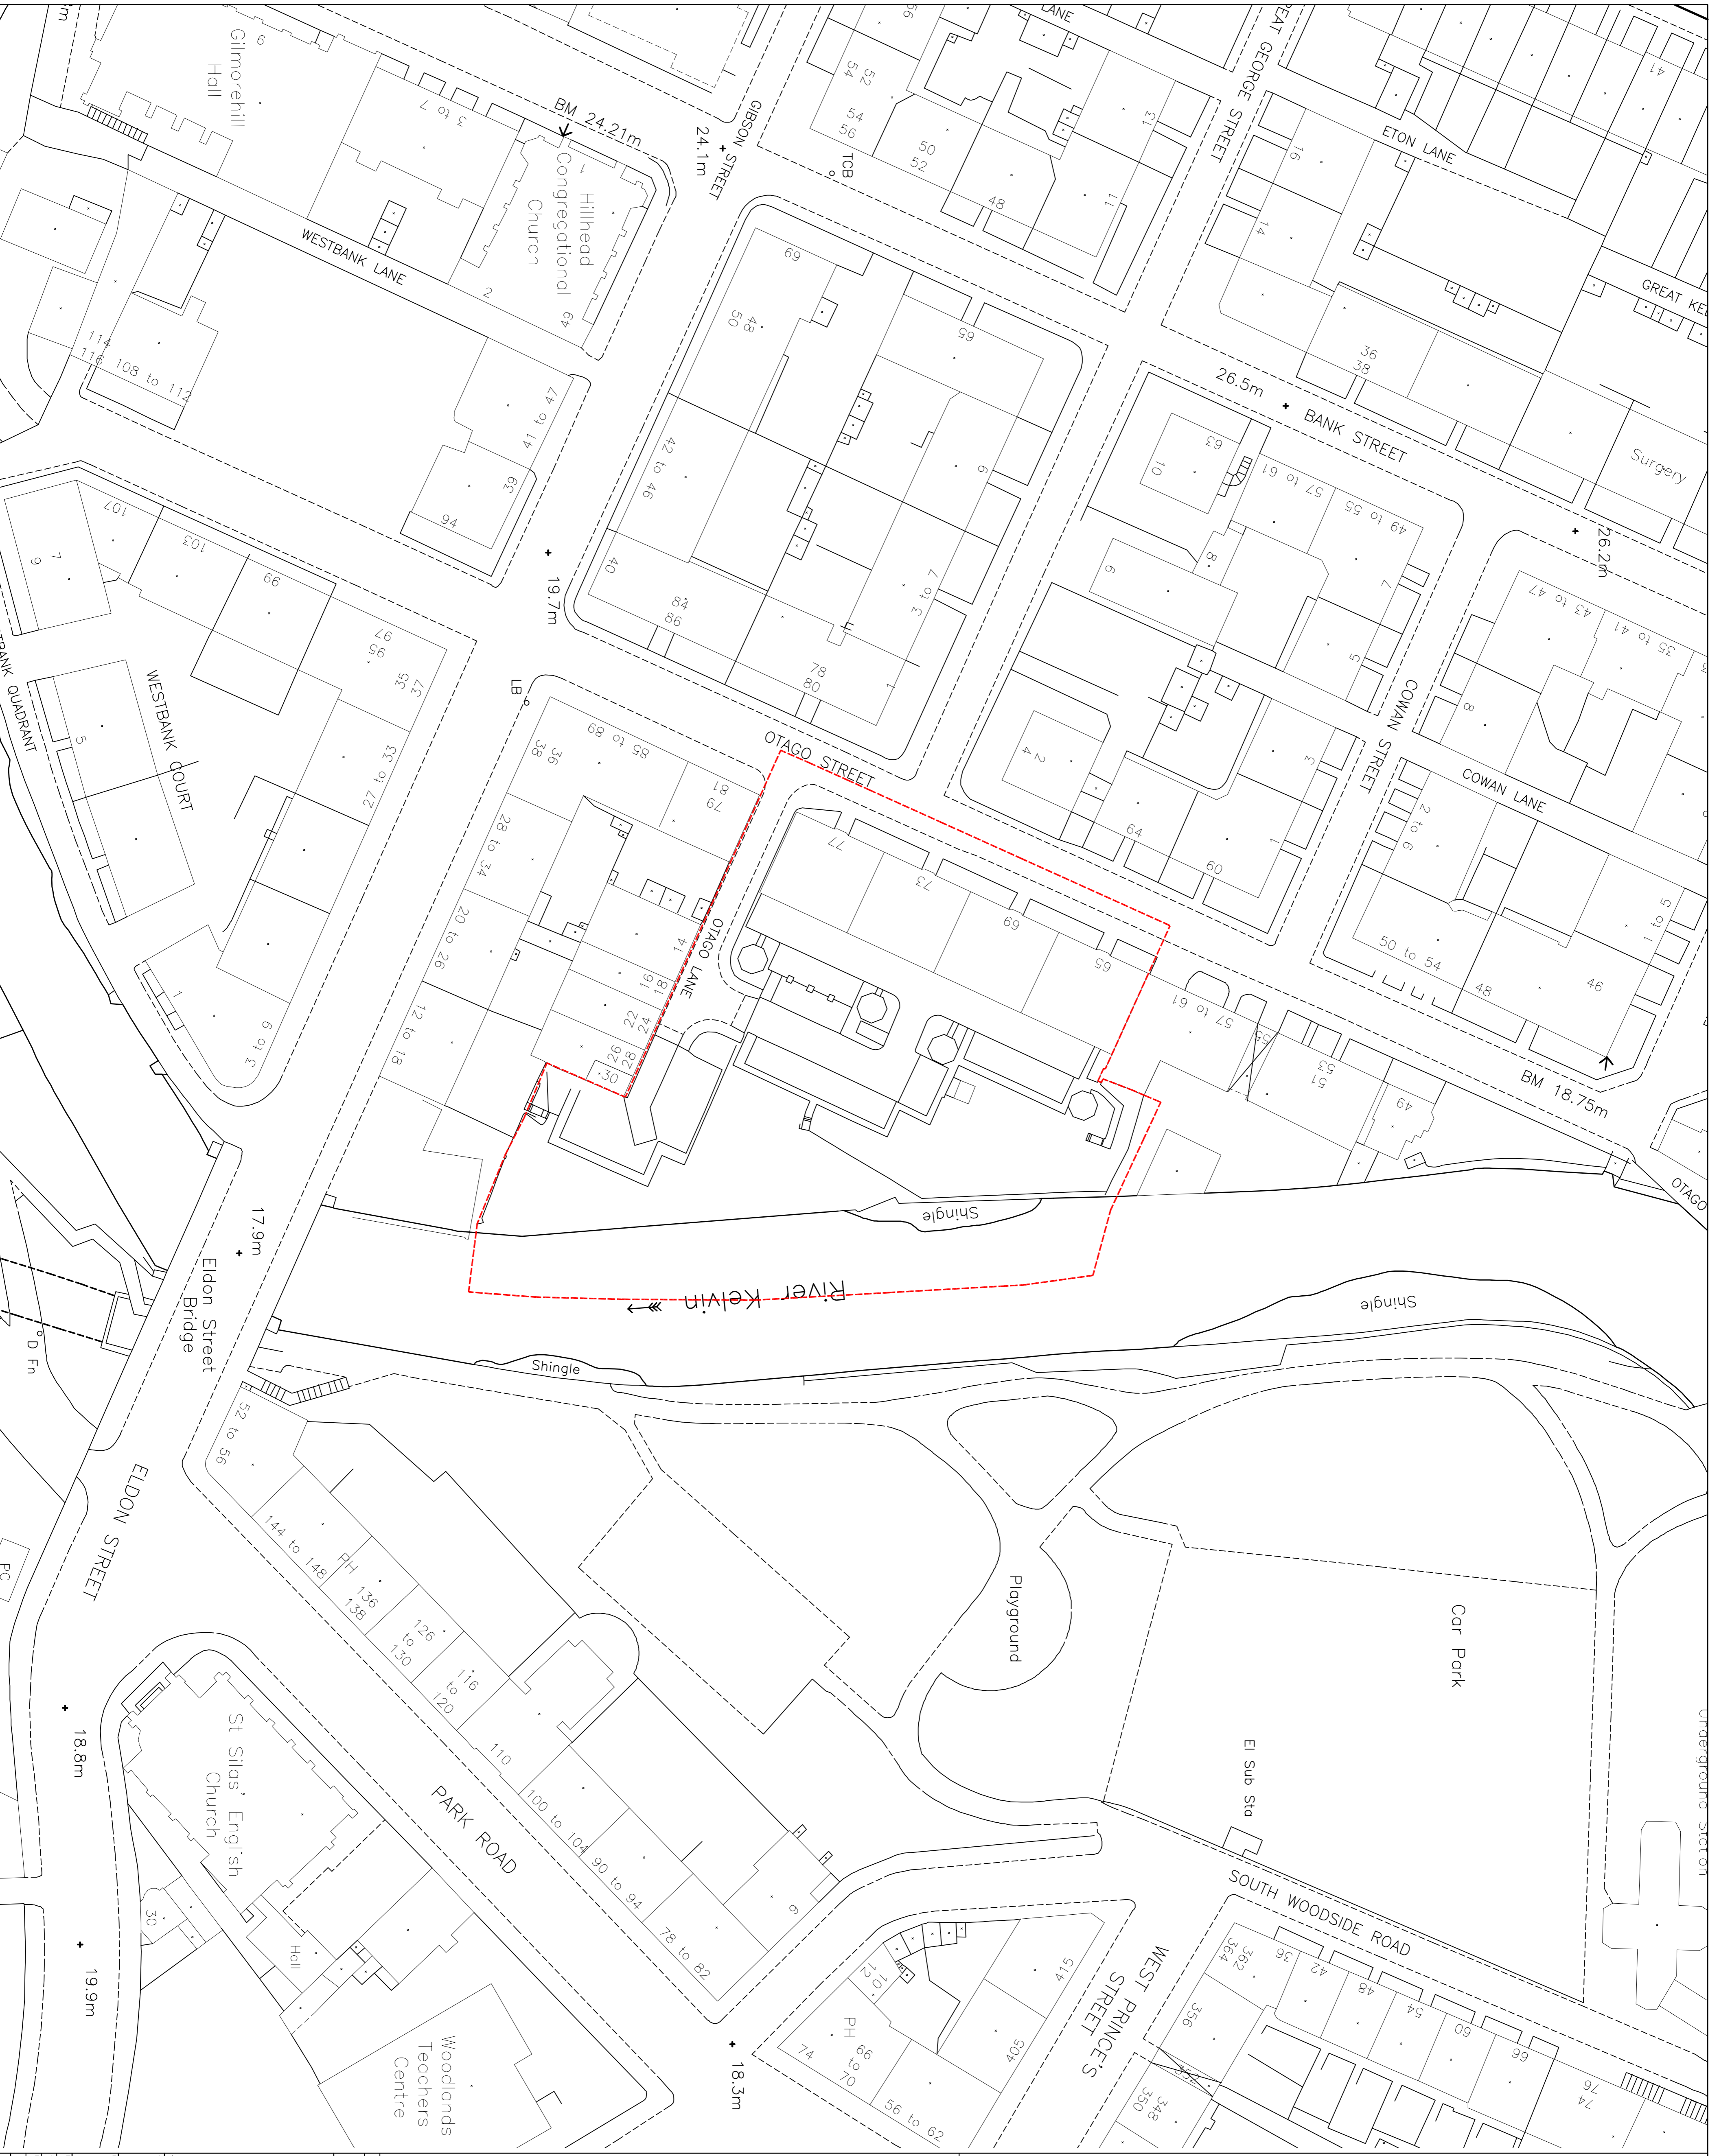 Gilmorehill
Hall
9
3 to 7
BM 24.21m
1
Hillhead
Congregational
Church
49
2
WESTBANK LANE
GIBSON STREET
24.1m
TCB
52
54
54
56
50
52
48
LANE
13
11
41
ETON LANE
16
14
GREAT KEL
36
38
Surgery
26.5m
BANK STREET
26.2m
114
116
108 to 112
41 to 47
39
94
69
48
50
65
42 to 46
40
84
86
9
3 to 7
1
78
80
63
10
57 to 61
49 to 55
8
7
6
5
3
1
2
4
64
60
COWAN STREET
COWAN LANE
43 to 47
35 to 41
8
2 to 6
50 to 54
48
46
1 to 5
BM 18.75m
107
103
99
97
95
35
37
7
9
5
WESTBANK COURT
27 to 33
1
3 to 9
19.7m
LB
36
38
85 to 89
81
79
28 to 34
20 to 26
12 to 18
14
16
18
22
24
26
28
30
OTAGO LANE
OTAGO STREET
77
73
69
65
57 to 61
55
53
51
49
OTAGO
Shingle
River Kelvin
Shingle
Shingle
17.9m
Eldon Street
Bridge
D Fn
ELDON STREET
PC
52 to 56
144 to 148
PH
136
138
126
to
130
116
to
120
110
100 to 104
90 to 94
78 to 82
PARK ROAD
Playground
Car Park
El Sub Sta
Underground Station
SOUTH WOODSIDE ROAD
St Silas' English
Church
18.8m
19.9m
30
Hall
Woodlands
Teachers
Centre
18.3m
10
12
PH
66
to
70
74
56 to 62
415
405
WEST PRINCE'S
STREET
362
364
356
348
350
36
42
48
54
60
66
74
76